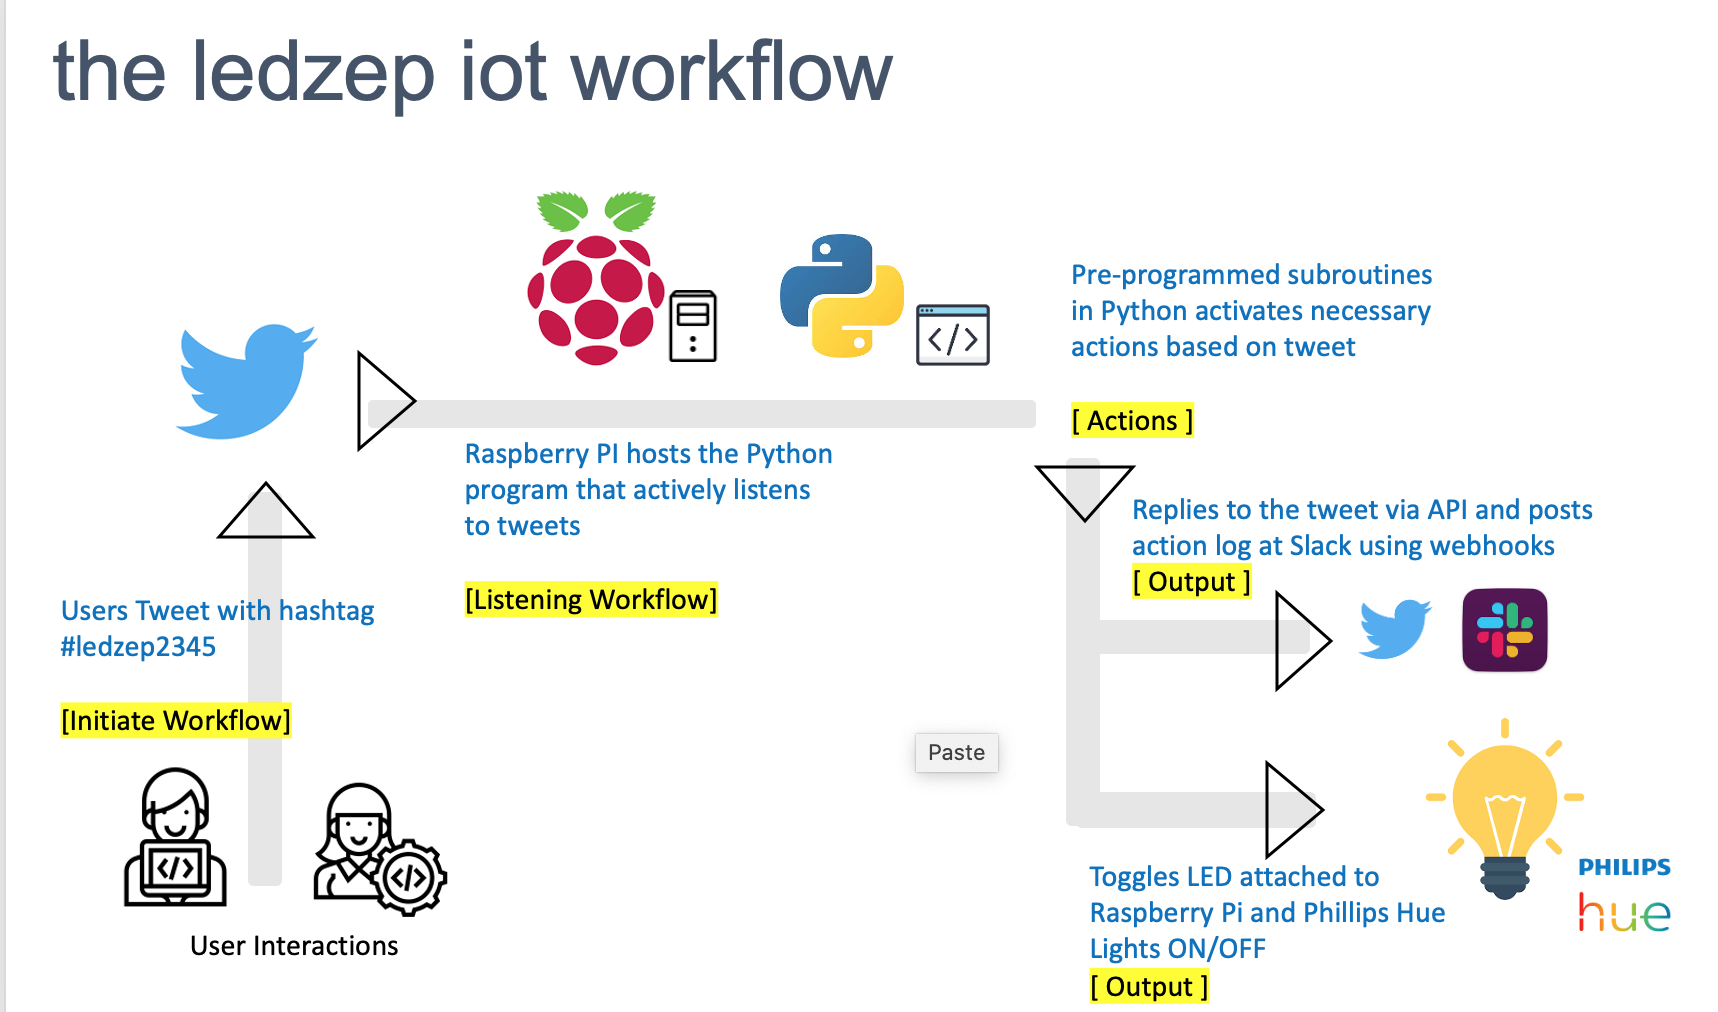 the ledzep iot workflow
Pre-programmed subroutines
in Python activates necessary
actions based on tweet
[ Actions ]
</>
Raspberry PI hosts the Python
program that actively listens
to tweets
[Listening Workflow]
Replies to the tweet via API and posts
action log at Slack using webhooks
[ Output ]
Users Tweet with hashtag
#ledzep2345
[Initiate Workflow]
Paste
</>
</>
User Interactions
Toggles LED attached to
Raspberry Pi and Phillips Hue
Lights ON/OFF
[ Output ]
PHILIPS
hue